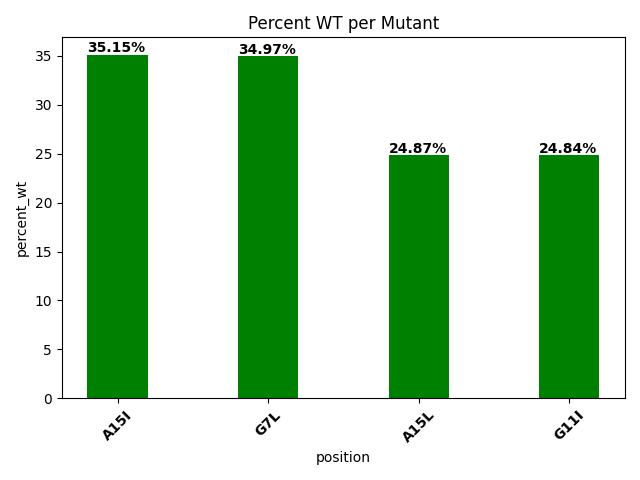 Percent WT per Mutant
35.15%
34.97%
24.87%
24.84%
35
30
25
20
15
10
5
0
percent_wt
A15I
G7L
A15L
G11I
position